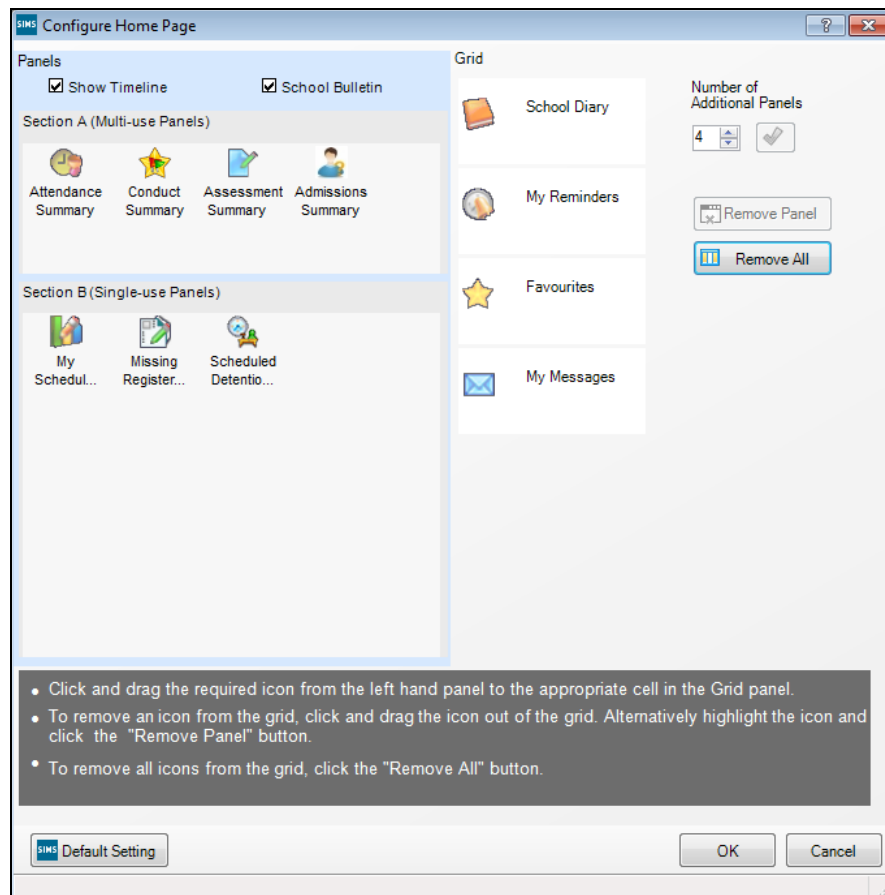 SIMS Configure Home Page
Panels
Show Timeline
School Bulletin
Section A (Multi-use Panels)
Attendance Summary
Conduct Summary
Assessment Summary
Admissions Summary
Section B (Single-use Panels)
My Schedul...
Missing Register...
Scheduled Detentio...
Grid
School Diary
My Reminders
Favourites
My Messages
Number of
Additional Panels
4
Remove Panel
Remove All
• Click and drag the required icon from the left hand panel to the appropriate cell in the Grid panel.
• To remove an icon from the grid, click and drag the icon out of the grid. Alternatively highlight the icon and
click the "Remove Panel" button.
• To remove all icons from the grid, click the "Remove All" button.
SIMS Default Setting
OK
Cancel